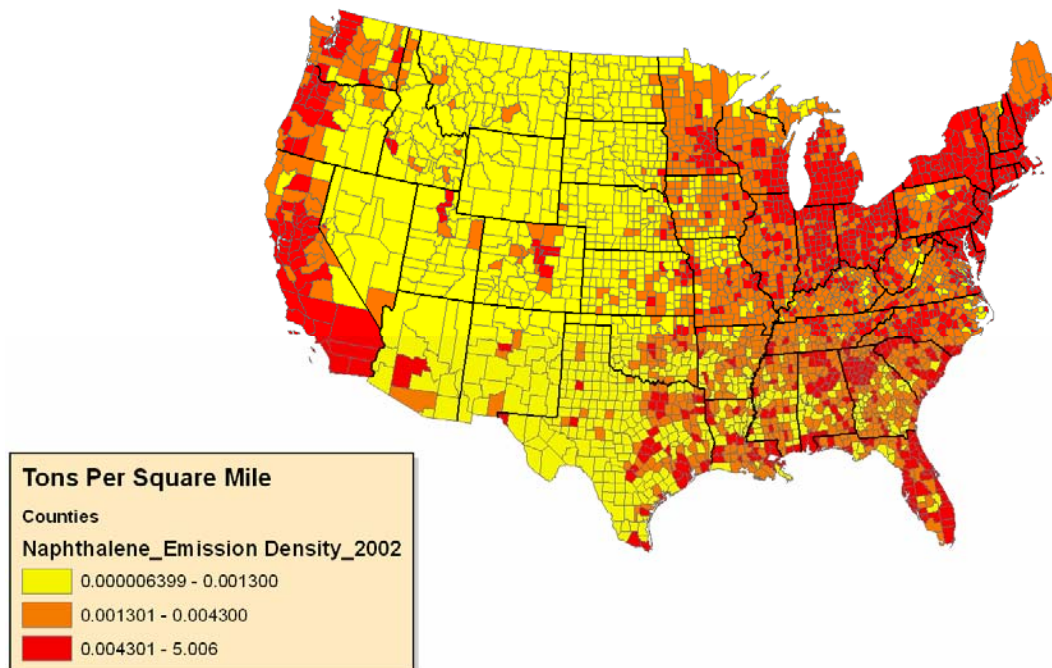 Tons Per Square Mile
Counties
Naphthalene_Emission Density_2002
0.000006399 - 0.001300
0.001301 - 0.004300
0.004301 - 5.006